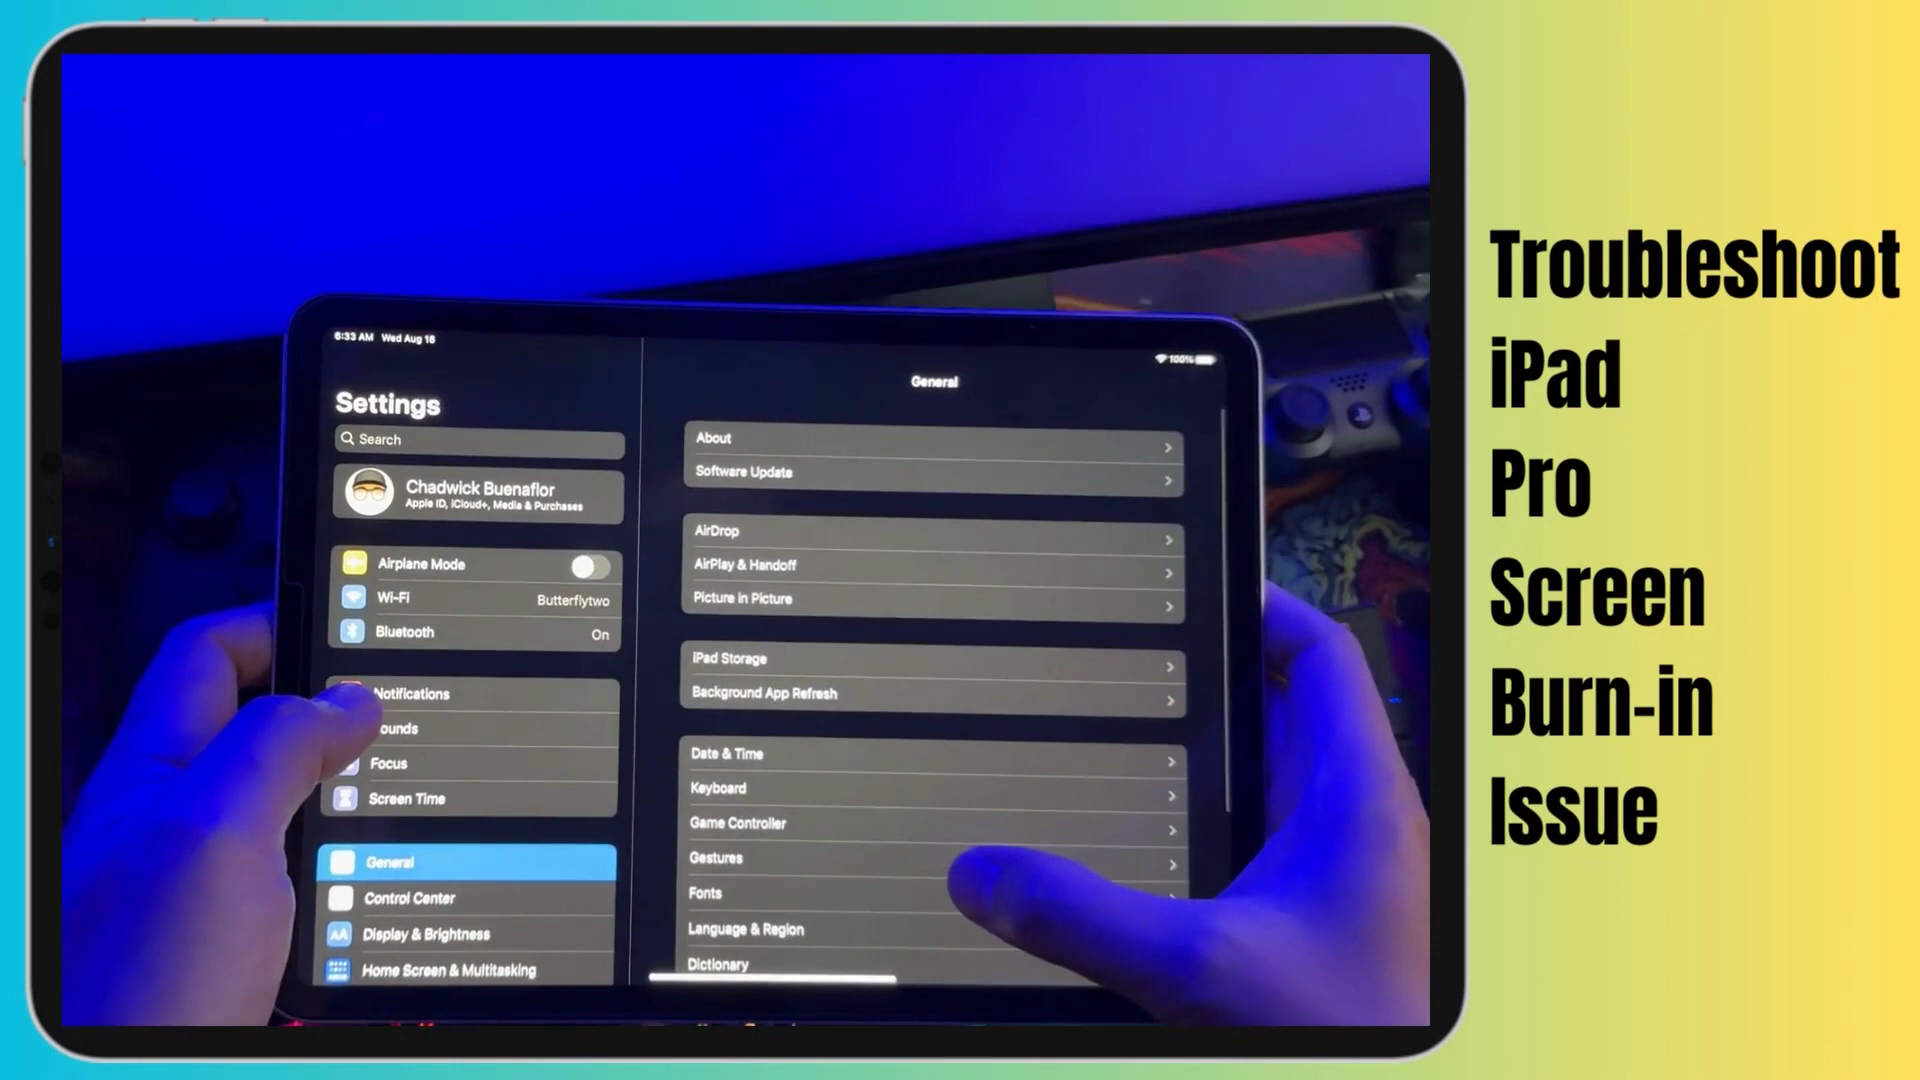 6:33 AM Wed Aug 16
100%
Settings
Search
Chadwick Buenaflor
Apple ID, iCloud+, Media & Purchases
Airplane Mode
Wi-Fi Butterflytwo
Bluetooth On
Notifications
ounds
Focus
Screen Time
General
Control Center
AA Display & Brightness
Home Screen & Multitasking
General
About
Software Update
AirDrop
AirPlay & Handoff
Picture in Picture
iPad Storage
Background App Refresh
Date & Time
Keyboard
Game Controller
Gestures
Fonts
Language & Region
Dictionary
Troubleshoot
iPad
Pro
Screen
Burn-in
Issue